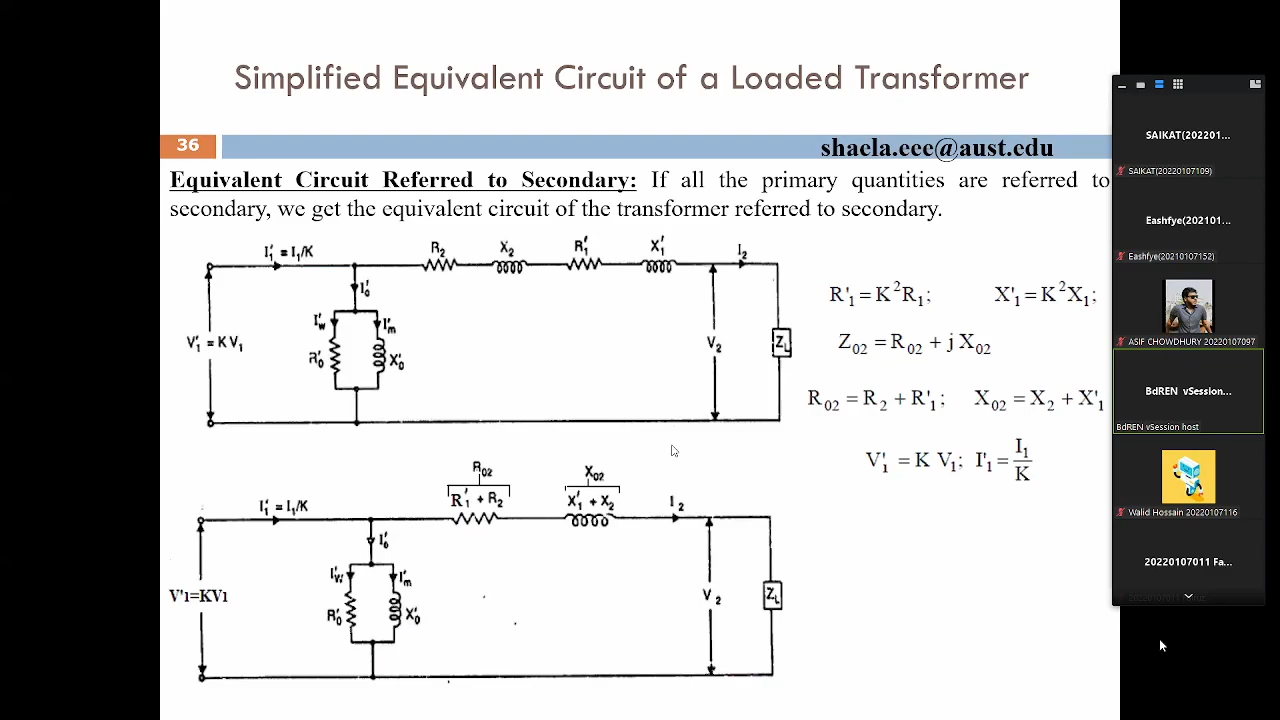 Simplified Equivalent Circuit of a Loaded Transformer
36
shaela.eee@aust.edu
Equivalent Circuit Referred to Secondary: If all the primary quantities are referred to
secondary, we get the equivalent circuit of the transformer referred to secondary.
I'₁ = I₁/K
R₂
X₂
R'₁
X'₁
I₂
I'₀
I'w
I'm
R'₀
X'₀
V'₁ = K V₁
V₂
Z_L
R'₁ = K²R₁; X'₁ = K²X₁;
Z₀₂ = R₀₂ + j X₀₂
R₀₂ = R₂ + R'₁; X₀₂ = X₂ + X'₁
V'₁ = K V₁; I'₁ = I₁/K
R₀₂
R'₁ + R₂
X₀₂
X'₁ + X₂
I'₁ = I₁/K
I₂
I'₀
I'w
I'm
R'₀
X'₀
V'1=KV1
V₂
Z_L
SAIKAT(202201...
SAIKAT(20220107109)
Eashfye(202101...
Eashfye(20210107152)
ASIF CHOWDHURY 20220107097
BdREN vSession...
BdREN vSession host
Walid Hossain 20220107116
20220107011 Fa...